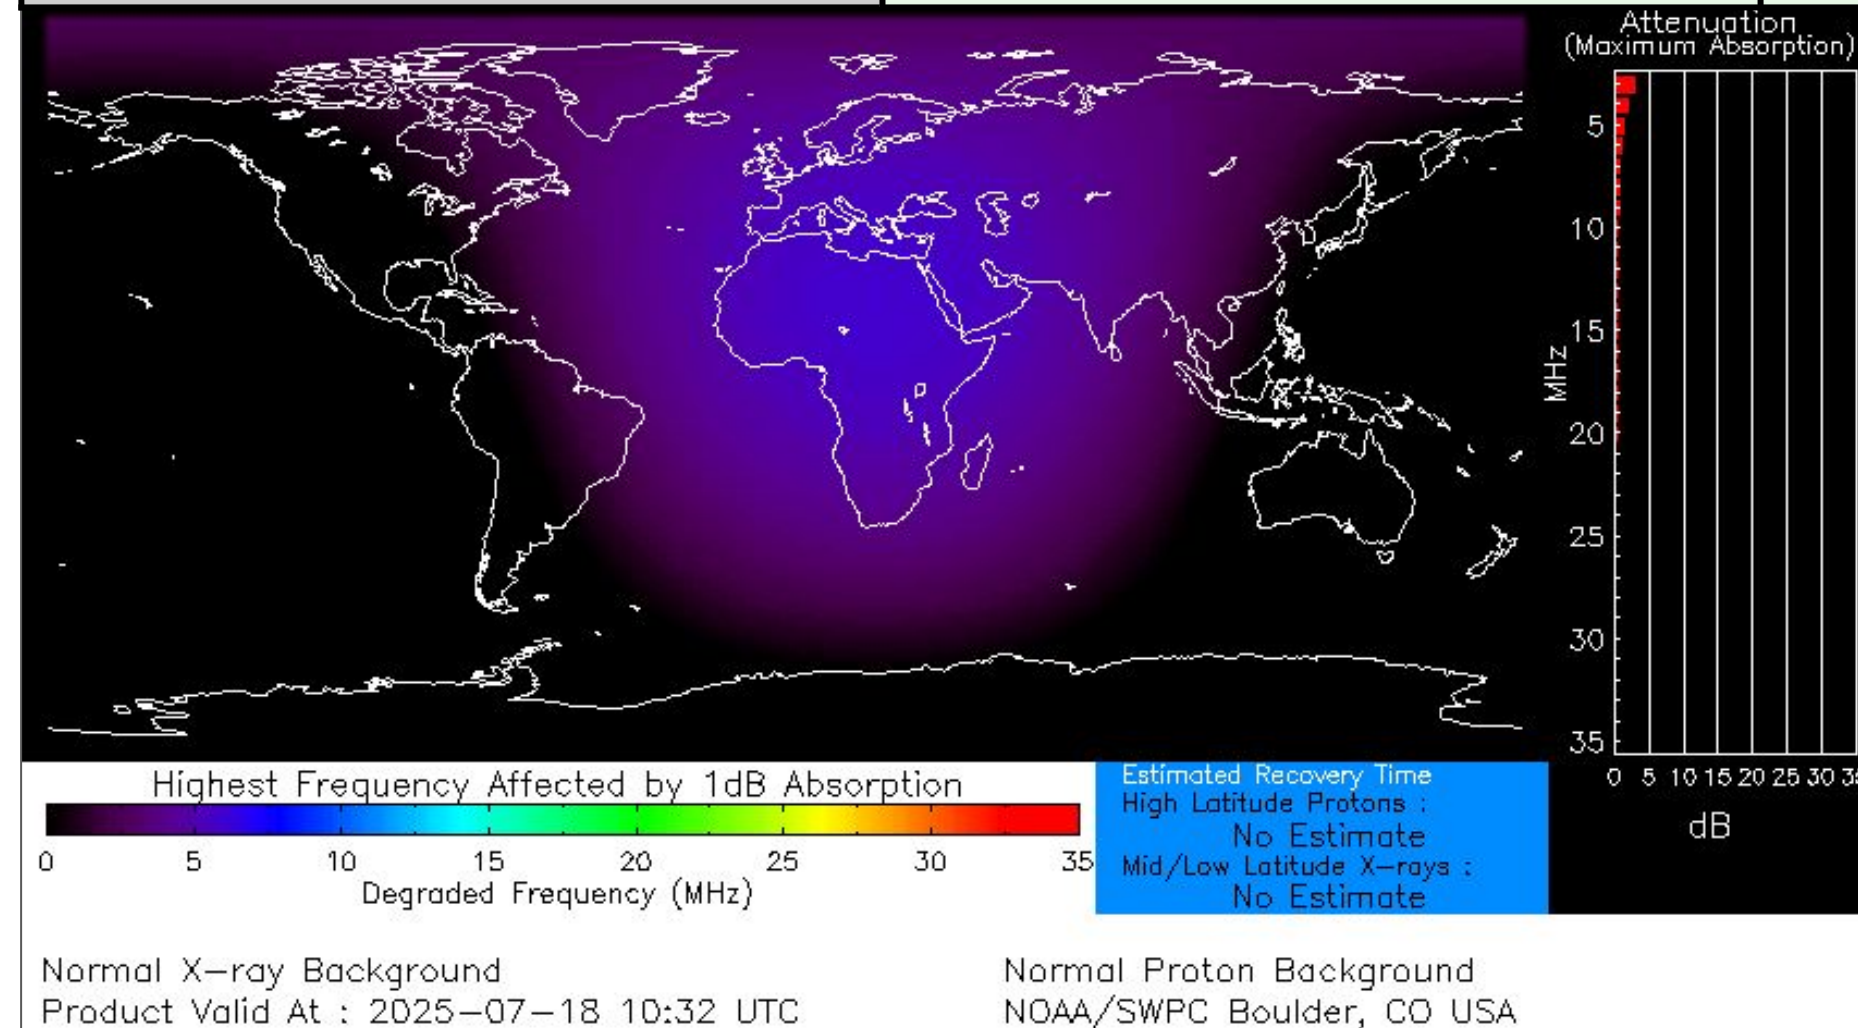 Attenuation
(Maximum Absorption)
5
10
15
20
25
30
35
MHz
0 5 10 15 20 25 30
dB
Highest Frequency Affected by 1dB Absorption
0 5 10 15 20 25 30 35
Degraded Frequency (MHz)
Estimated Recovery Time
High Latitude Protons :
No Estimate
Mid/Low Latitude X-rays :
No Estimate
Normal X-ray Background
Product Valid At : 2025-07-18 10:32 UTC
Normal Proton Background
NOAA/SWPC Boulder, CO USA